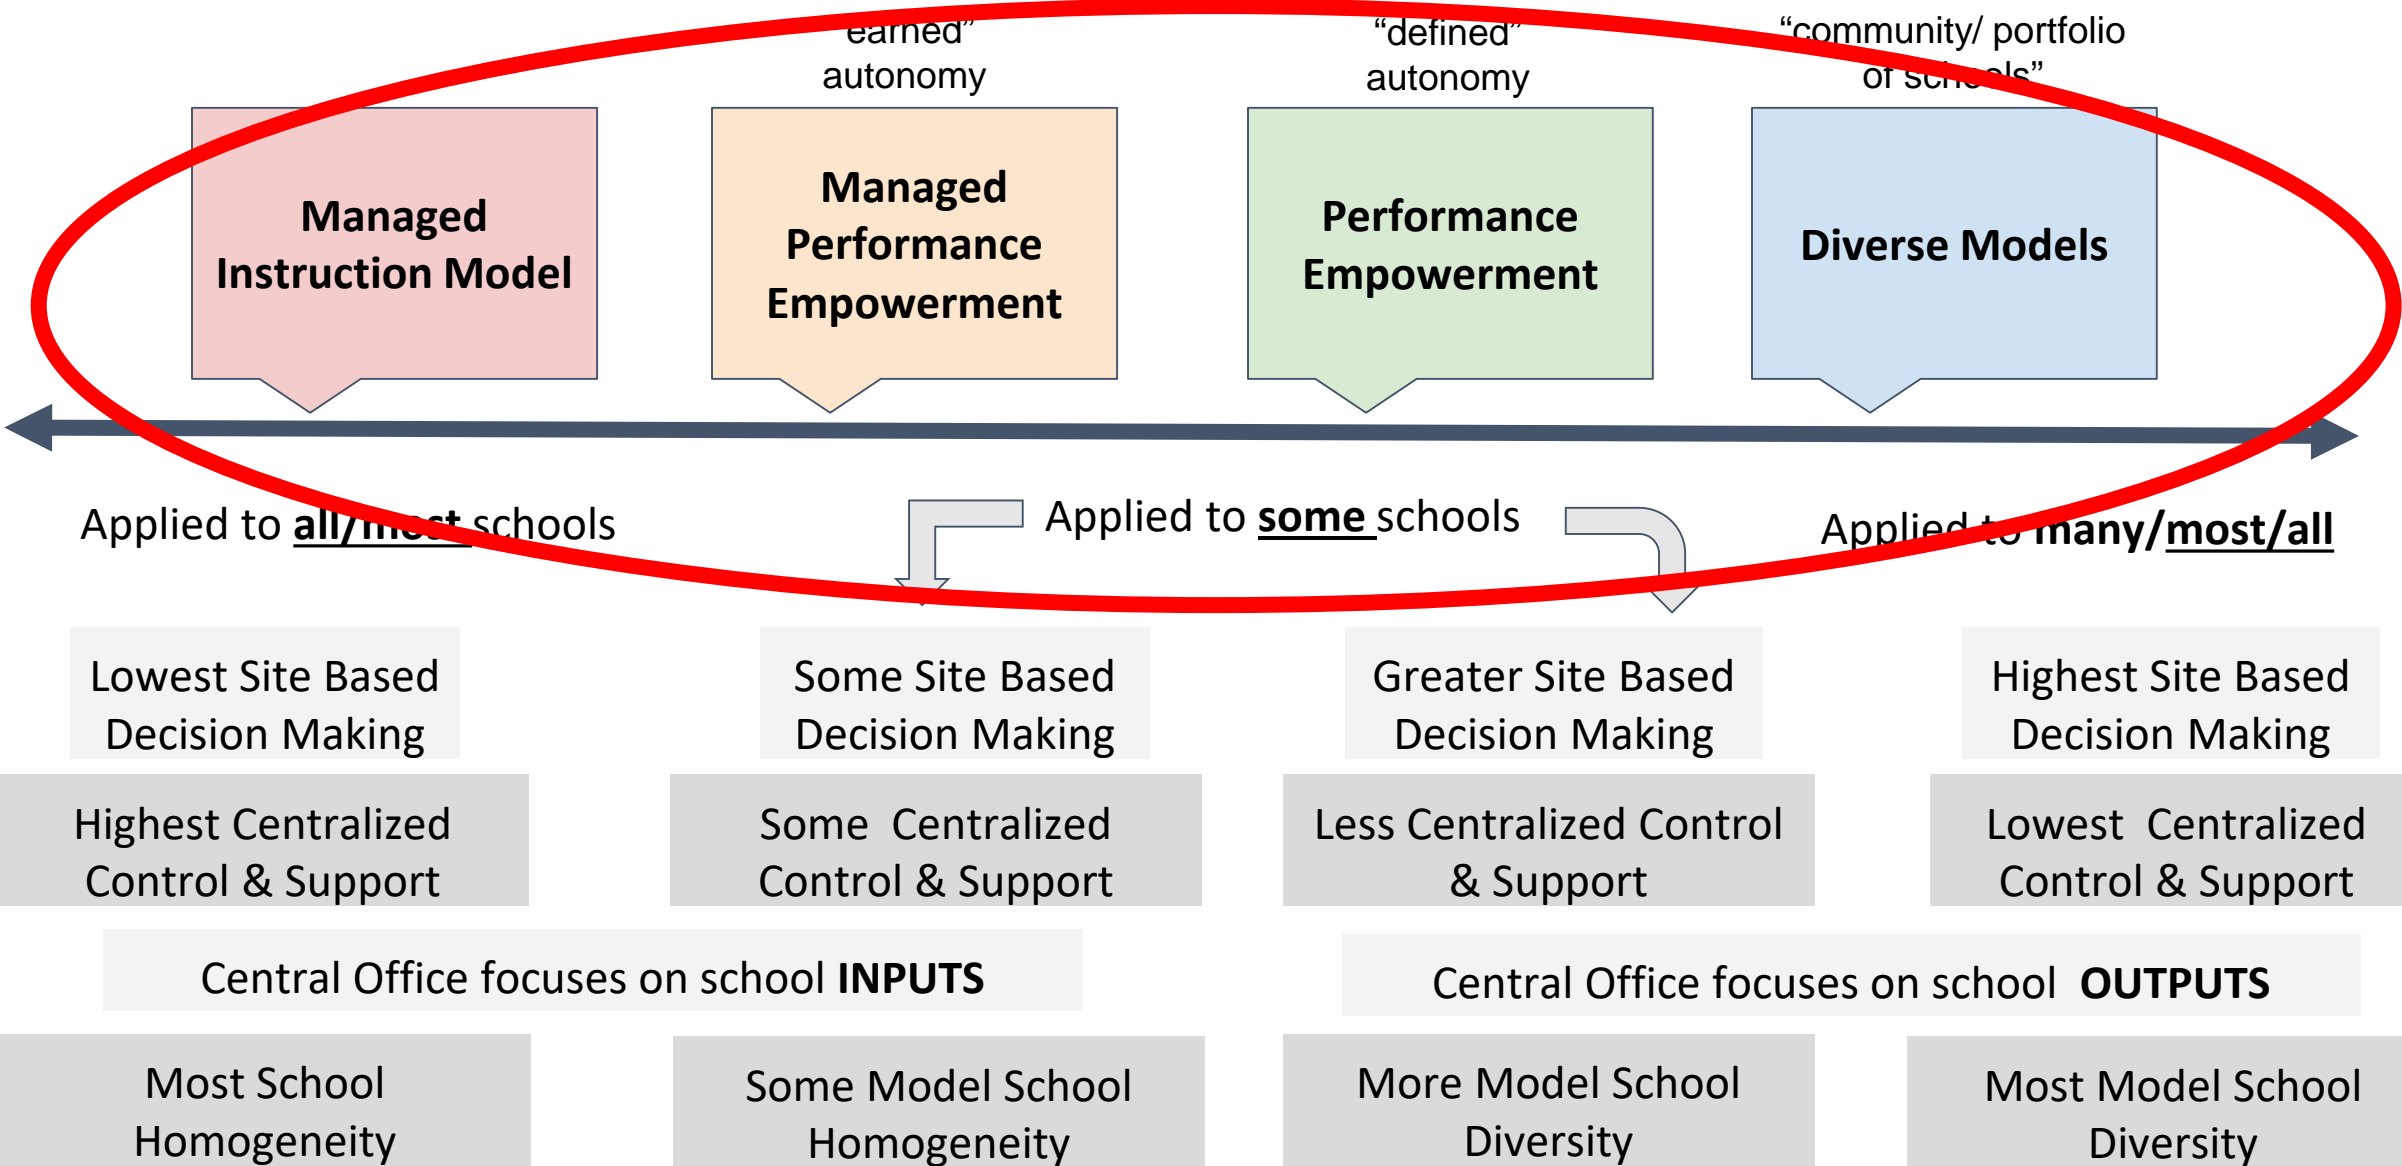 earned”
autonomy
“defined”
autonomy
“community/ portfolio
of schools”
Managed
Instruction Model
Managed
Performance
Empowerment
Performance
Empowerment
Diverse Models
Applied to all/most schools
Applied to some schools
Applied to many/most/all
Lowest Site Based
Decision Making
Some Site Based
Decision Making
Greater Site Based
Decision Making
Highest Site Based
Decision Making
Highest Centralized
Control & Support
Some Centralized
Control & Support
Less Centralized Control
& Support
Lowest Centralized
Control & Support
Central Office focuses on school INPUTS
Central Office focuses on school OUTPUTS
Most School
Homogeneity
Some Model School
Homogeneity
More Model School
Diversity
Most Model School
Diversity